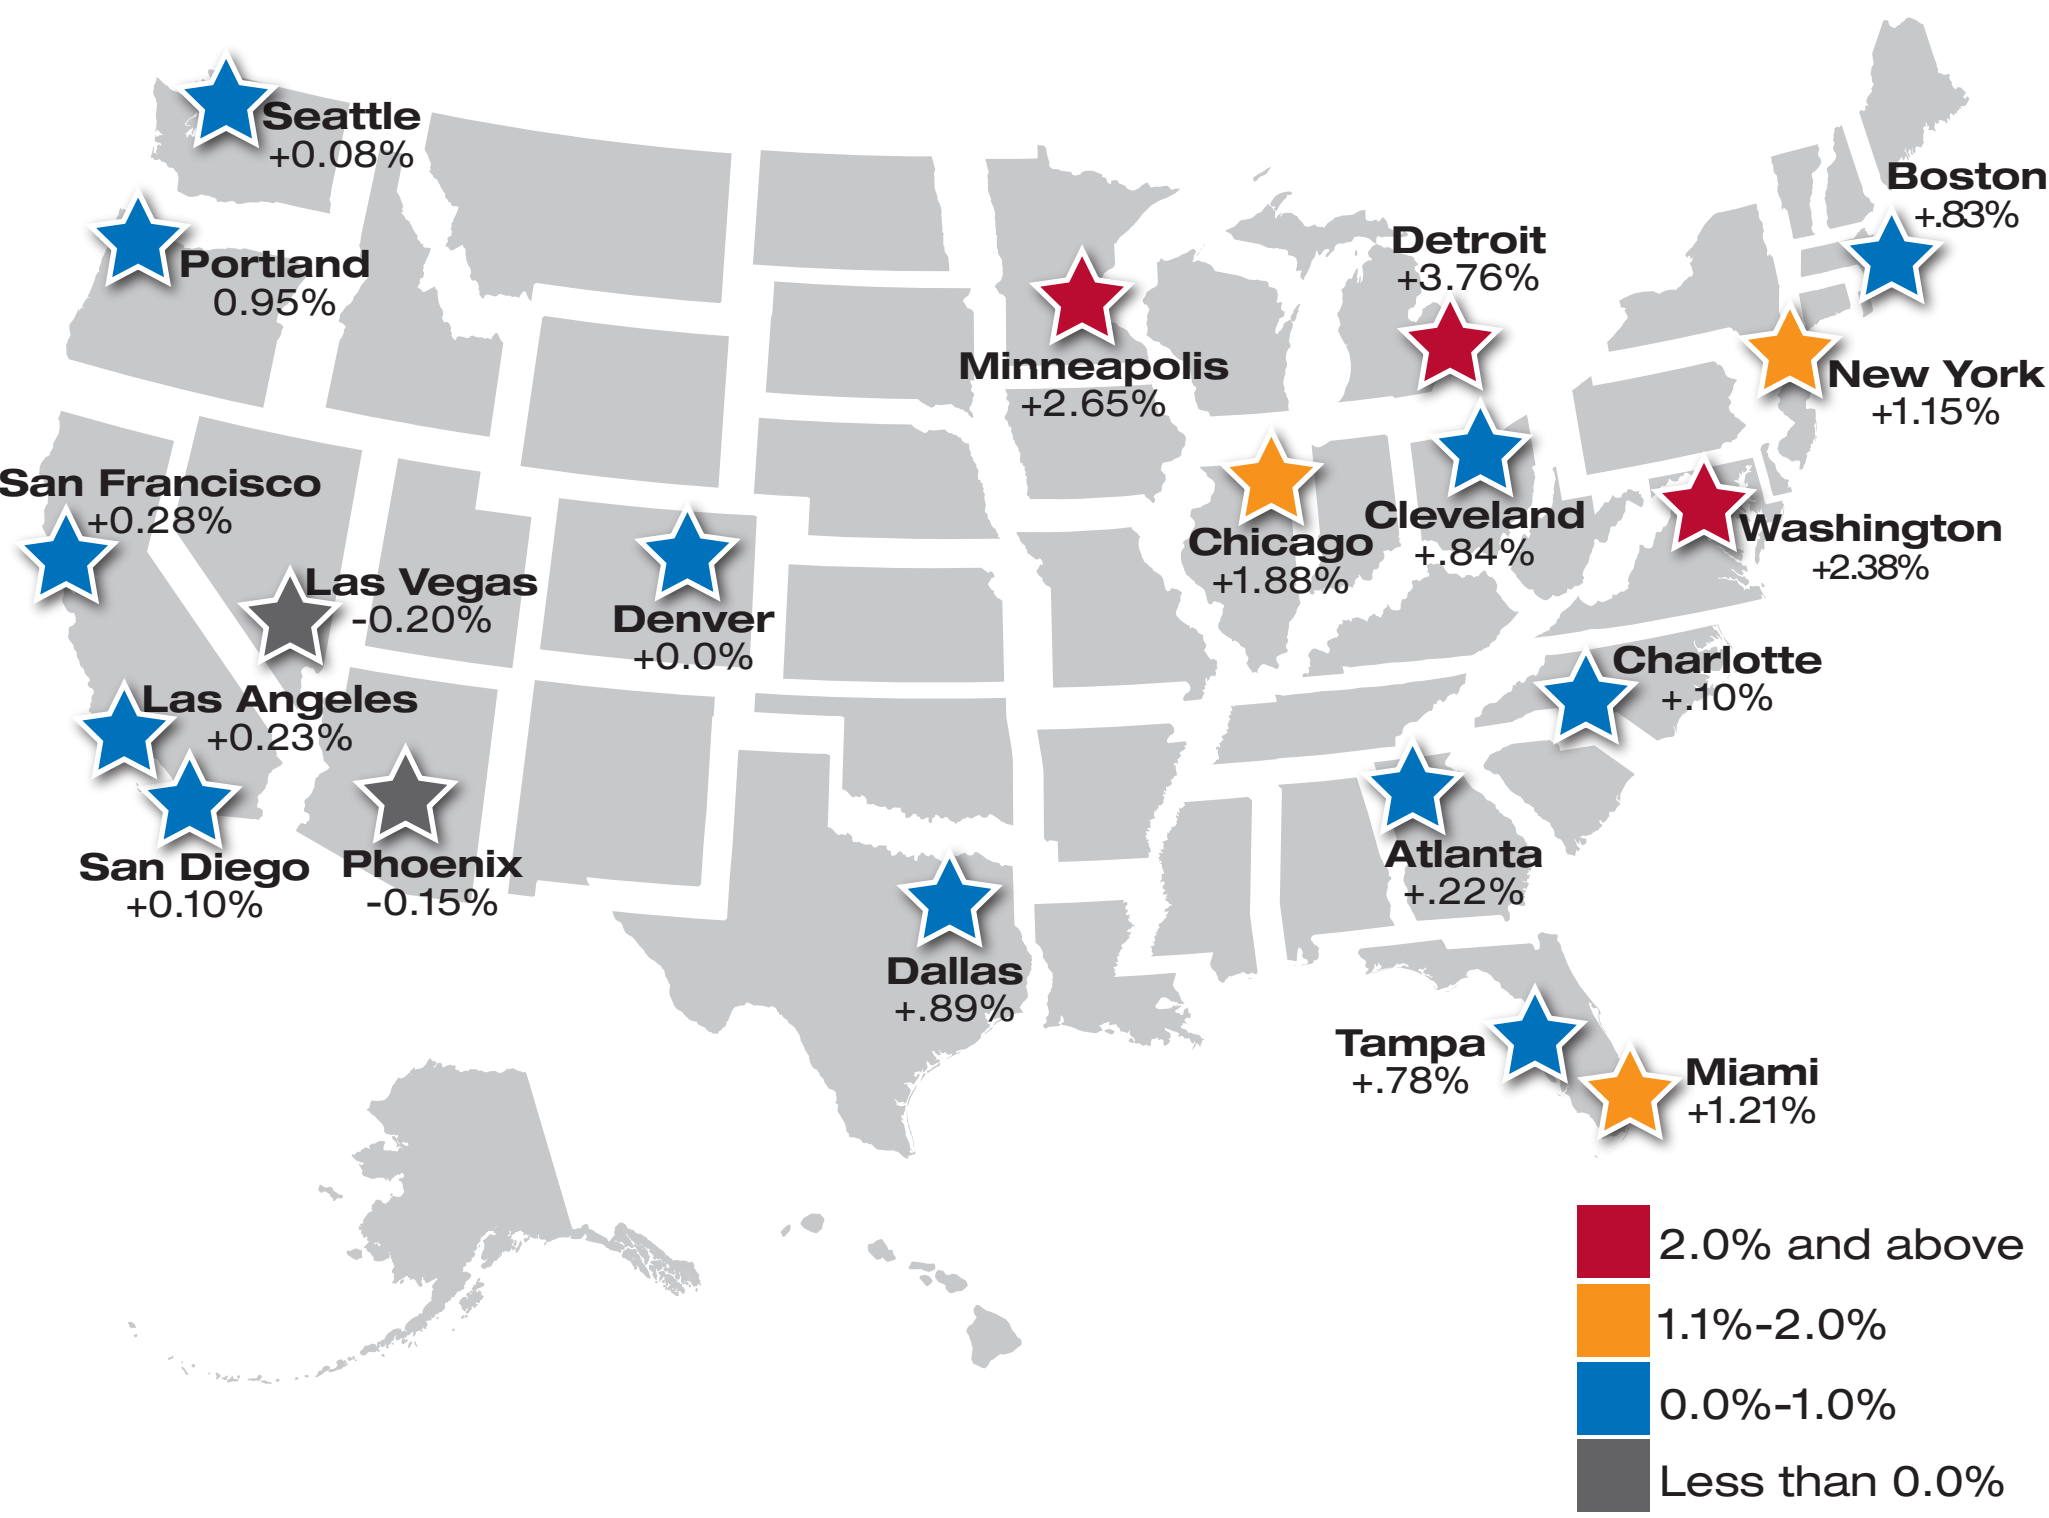 Seattle
+0.08%
Portland
0.95%
Boston
+.83%
Detroit
+3.76%
Minneapolis
+2.65%
New York
+1.15%
San Francisco
+0.28%
Las Vegas
-0.20%
Denver
+0.0%
Chicago
+1.88%
Cleveland
+.84%
Washington
+2.38%
Las Angeles
+0.23%
Charlotte
+.10%
San Diego
+0.10%
Phoenix
-0.15%
Atlanta
+.22%
Dallas
+.89%
Tampa
+.78%
Miami
+1.21%
2.0% and above
1.1%-2.0%
0.0%-1.0%
Less than 0.0%